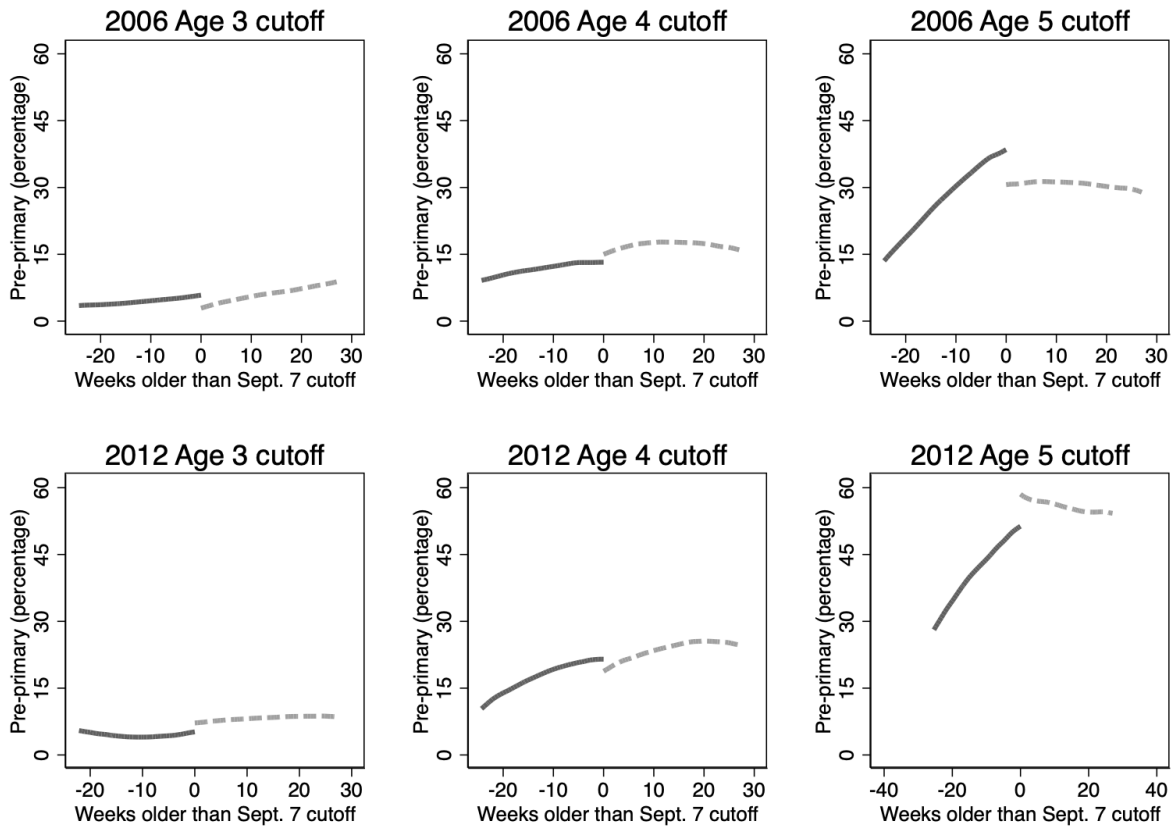 2006 Age 3 cutoff
Pre-primary (percentage)
60
45
30
15
0
-20 -10 0 10 20 30
Weeks older than Sept. 7 cutoff
2006 Age 4 cutoff
Pre-primary (percentage)
60
45
30
15
0
-20 -10 0 10 20 30
Weeks older than Sept. 7 cutoff
2006 Age 5 cutoff
Pre-primary (percentage)
60
45
30
15
0
-20 -10 0 10 20 30
Weeks older than Sept. 7 cutoff
2012 Age 3 cutoff
Pre-primary (percentage)
60
45
30
15
0
-20 -10 0 10 20 30
Weeks older than Sept. 7 cutoff
2012 Age 4 cutoff
Pre-primary (percentage)
60
45
30
15
0
-20 -10 0 10 20 30
Weeks older than Sept. 7 cutoff
2012 Age 5 cutoff
Pre-primary (percentage)
60
45
30
15
0
-40 -20 0 20 40
Weeks older than Sept. 7 cutoff